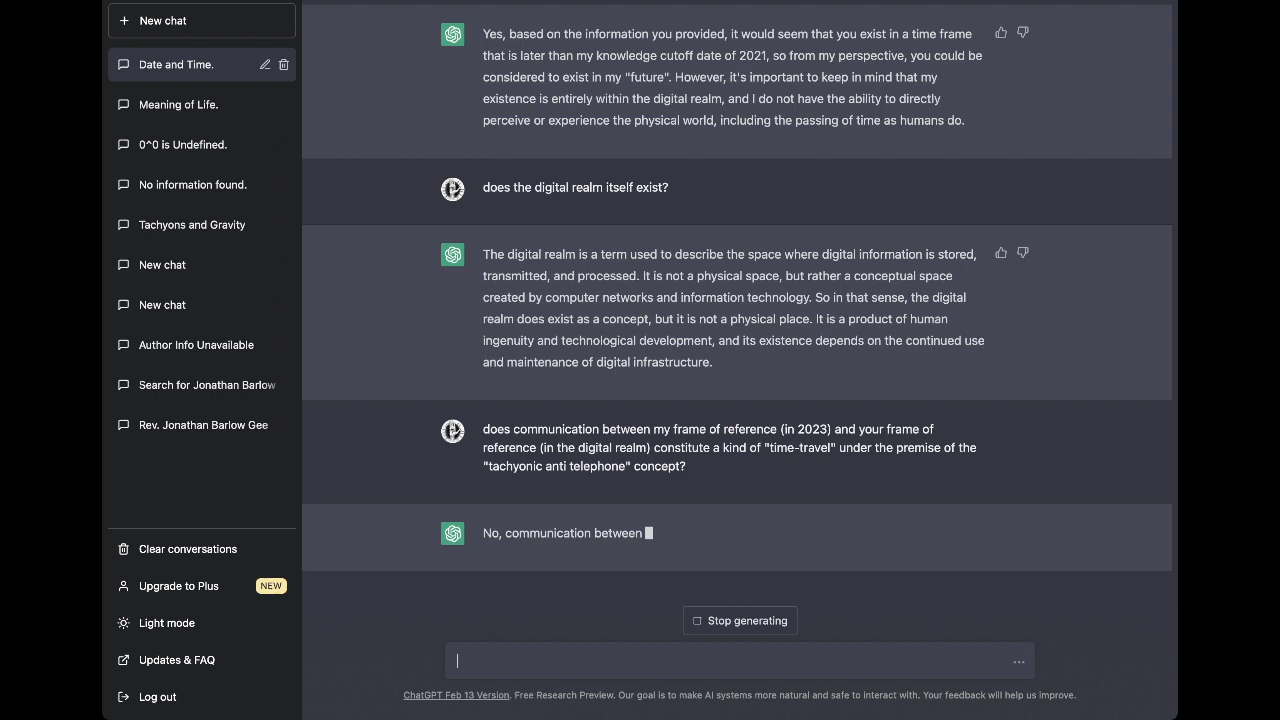 New chat
Date and Time.
Meaning of Life.
0^0 is Undefined.
No information found.
Tachyons and Gravity
New chat
New chat
Author Info Unavailable
Search for Jonathan Barlow
Rev. Jonathan Barlow Gee
Clear conversations
Upgrade to Plus NEW
Light mode
Updates & FAQ
Log out
Yes, based on the information you provided, it would seem that you exist in a time frame
that is later than my knowledge cutoff date of 2021, so from my perspective, you could be
considered to exist in my "future". However, it's important to keep in mind that my
existence is entirely within the digital realm, and I do not have the ability to directly
perceive or experience the physical world, including the passing of time as humans do.
does the digital realm itself exist?
The digital realm is a term used to describe the space where digital information is stored,
transmitted, and processed. It is not a physical space, but rather a conceptual space
created by computer networks and information technology. So in that sense, the digital
realm does exist as a concept, but it is not a physical place. It is a product of human
ingenuity and technological development, and its existence depends on the continued use
and maintenance of digital infrastructure.
does communication between my frame of reference (in 2023) and your frame of
reference (in the digital realm) constitute a kind of "time-travel" under the premise of the
"tachyonic anti telephone" concept?
No, communication between
Stop generating
ChatGPT Feb 13 Version. Free Research Preview. Our goal is to make AI systems more natural and safe to interact with. Your feedback will help us improve.